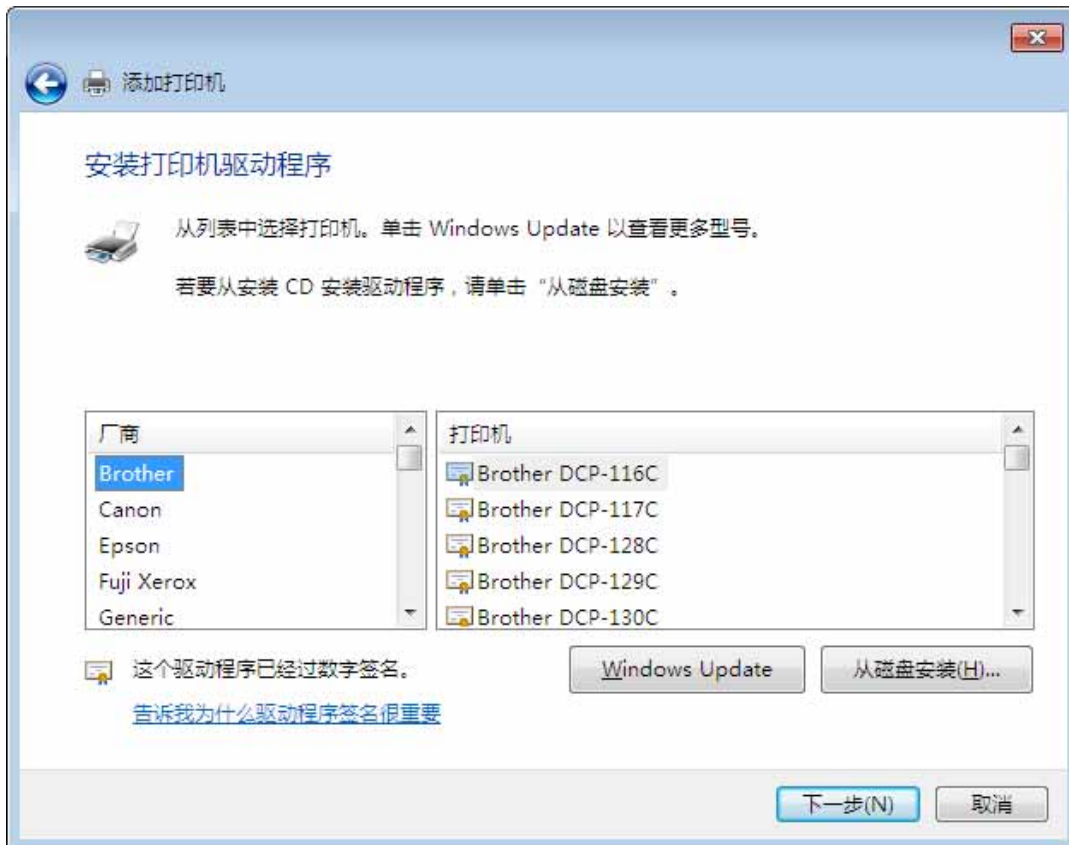 添加打印机
安装打印机驱动程序
从列表中选择打印机。单击 Windows Update 以查看更多型号。
若要从安装 CD 安装驱动程序，请单击“从磁盘安装”。
厂商
Brother
Canon
Epson
Fuji Xerox
Generic
打印机
Brother DCP-116C
Brother DCP-117C
Brother DCP-128C
Brother DCP-129C
Brother DCP-130C
这个驱动程序已经过数字签名。
告诉我为什么驱动程序签名很重要
Windows Update
从磁盘安装(H)...
下一步(N)
取消